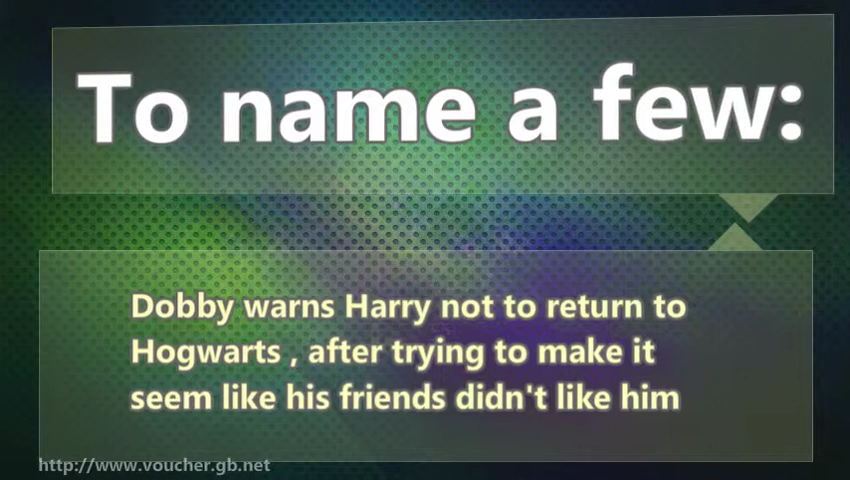 To name a few:
Dobby warns Harry not to return to
Hogwarts , after trying to make it
seem like his friends didn't like him
http://www.voucher.gb.net